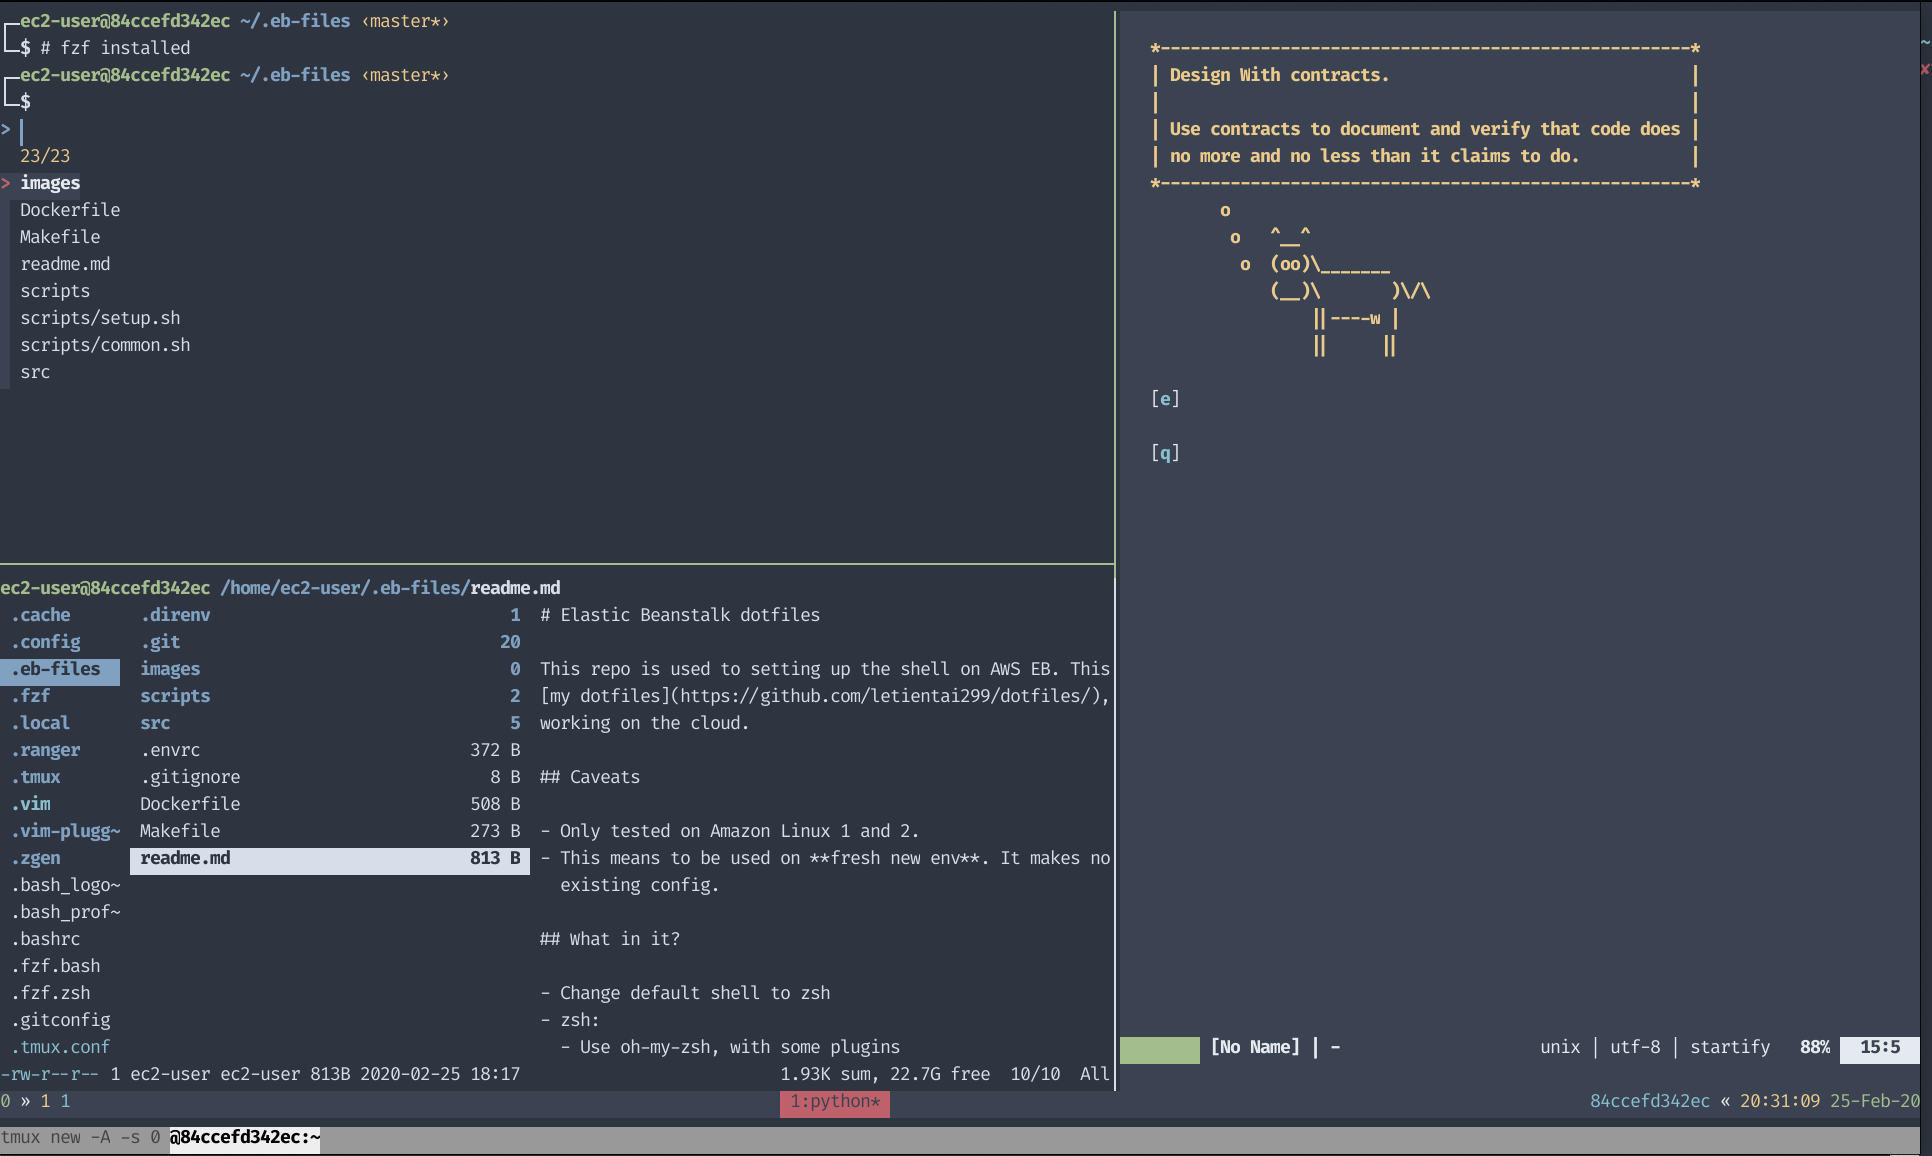 ec2-user@84ccefd342ec ~/.eb-files ‹master*›
$ # fzf installed
ec2-user@84ccefd342ec ~/.eb-files ‹master*›
$
>
23/23
> images
Dockerfile
Makefile
readme.md
scripts
scripts/setup.sh
scripts/common.sh
src
ec2-user@84ccefd342ec /home/ec2-user/.eb-files/readme.md
.cache
.config
.eb-files
.fzf
.local
.ranger
.tmux
.vim
.vim-plugg~
.zgen
.bash_logo~
.bash_prof~
.bashrc
.fzf.bash
.fzf.zsh
.gitconfig
.tmux.conf
.direnv 1
.git 20
images 0
scripts 2
src 5
.envrc 372 B
.gitignore 8 B
Dockerfile 508 B
Makefile 273 B
readme.md 813 B
# Elastic Beanstalk dotfiles
This repo is used to setting up the shell on AWS EB. This
[my dotfiles](https://github.com/letientai299/dotfiles/),
working on the cloud.
## Caveats
- Only tested on Amazon Linux 1 and 2.
- This means to be used on **fresh new env**. It makes no
existing config.
## What in it?
- Change default shell to zsh
- zsh:
- Use oh-my-zsh, with some plugins
-rw-r--r-- 1 ec2-user ec2-user 813B 2020-02-25 18:17 1.93K sum, 22.7G free 10/10 All
*-----------------------------------------------------*
| Design With contracts. |
| |
| Use contracts to document and verify that code does |
| no more and no less than it claims to do. |
*-----------------------------------------------------*
o
o ^__^
o (oo)\_______
(__)\ )\/\
||----w |
|| ||
[e]
[q]
[No Name] | - unix | utf-8 | startify 88% 15:5
~
✘
0 » 1 1 1:python* 84ccefd342ec « 20:31:09 25-Feb-20
tmux new -A -s 0 @84ccefd342ec:~